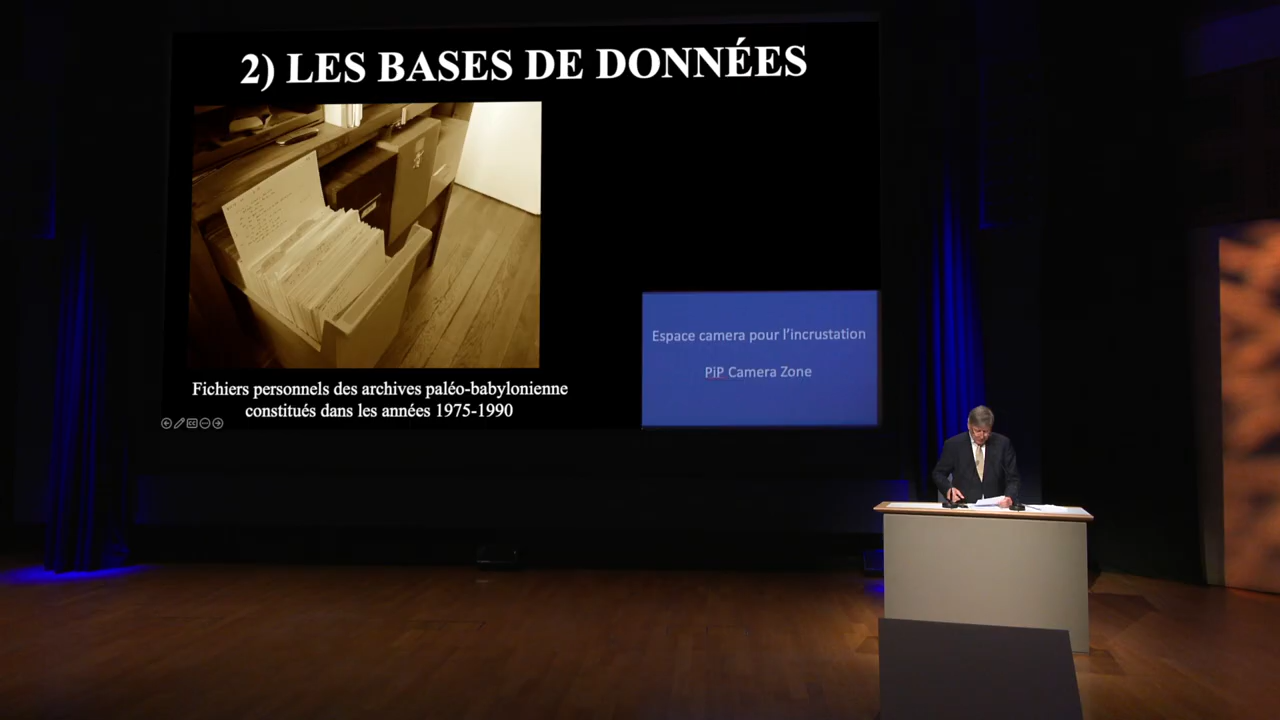 2) LES BASES DE DONNÉES
Fichiers personnels des archives paléo-babylonienne
constitués dans les années 1975-1990
Espace camera pour l'incrustation
PiP Camera Zone